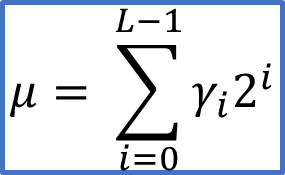 μ = ∑_{i=0}^{L−1} γ_i 2^i